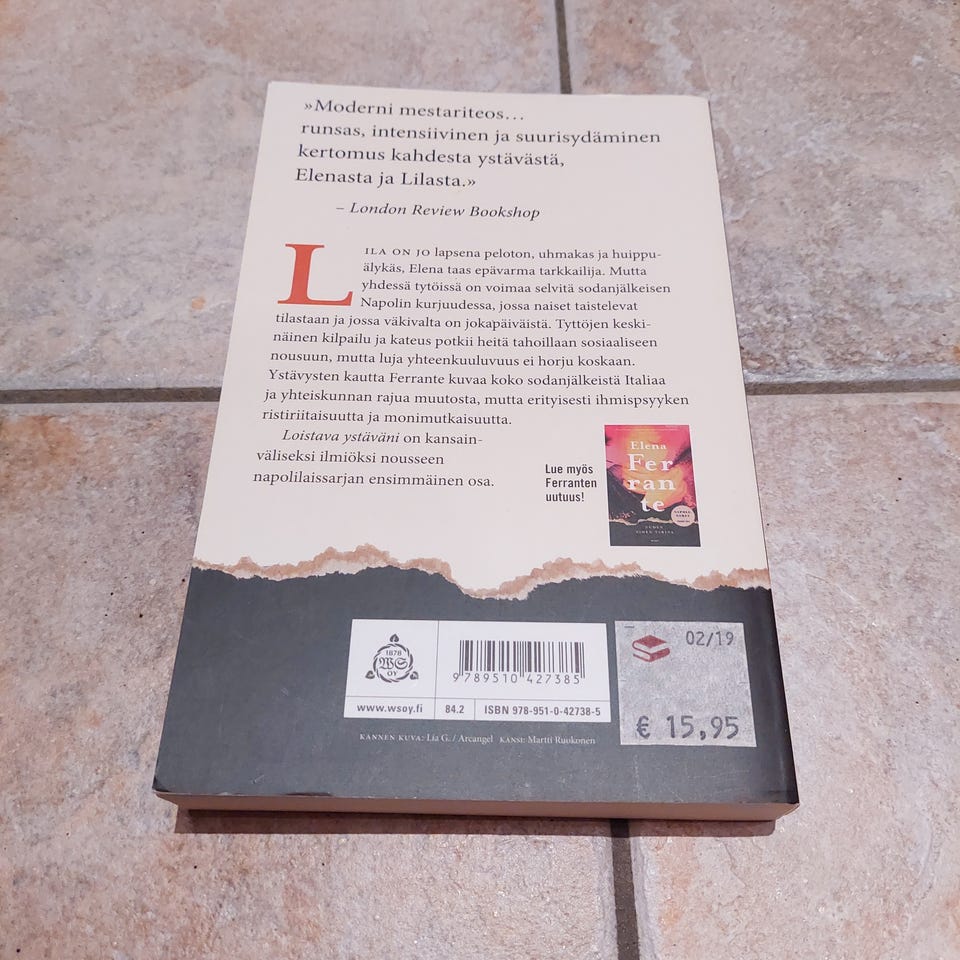 »Moderni mestariteos...
runsas, intensiivinen ja suurisydäminen
kertomus kahdesta ystävästä,
Elenasta ja Lilasta.»
– London Review Bookshop
LILA ON JO lapsena peloton, uhmakas ja huippu-
älykäs, Elena taas epävarma tarkkailija. Mutta
yhdessä tytöissä on voimaa selvitä sodanjälkeisen
Napolin kurjuudessa, jossa naiset taistelevat
tilastaan ja jossa väkivalta on jokapäiväistä. Tyttöjen keski-
näinen kilpailu ja kateus potkii heitä tahoillaan sosiaaliseen
nousuun, mutta luja yhteenkuuluvuus ei horju koskaan.
Ystävysten kautta Ferrante kuvaa koko sodanjälkeistä Italiaa
ja yhteiskunnan rajua muutosta, mutta erityisesti ihmispsyyken
ristiriitaisuutta ja monimutkaisuutta.
Loistava ystäväni on kansain-
väliseksi ilmiöksi nousseen
napolilaissarjan ensimmäinen osa.
Lue myös
Ferranten
uutuus!
Elena
Fer
ran
te
1878
WS
OY
9 789510 427385
www.wsoy.fi
84.2
ISBN 978-951-0-42738-5
02/19
€ 15,95
KANNEN KUVA: Lia G. / Arcangel KANSI: Martti Ruokonen